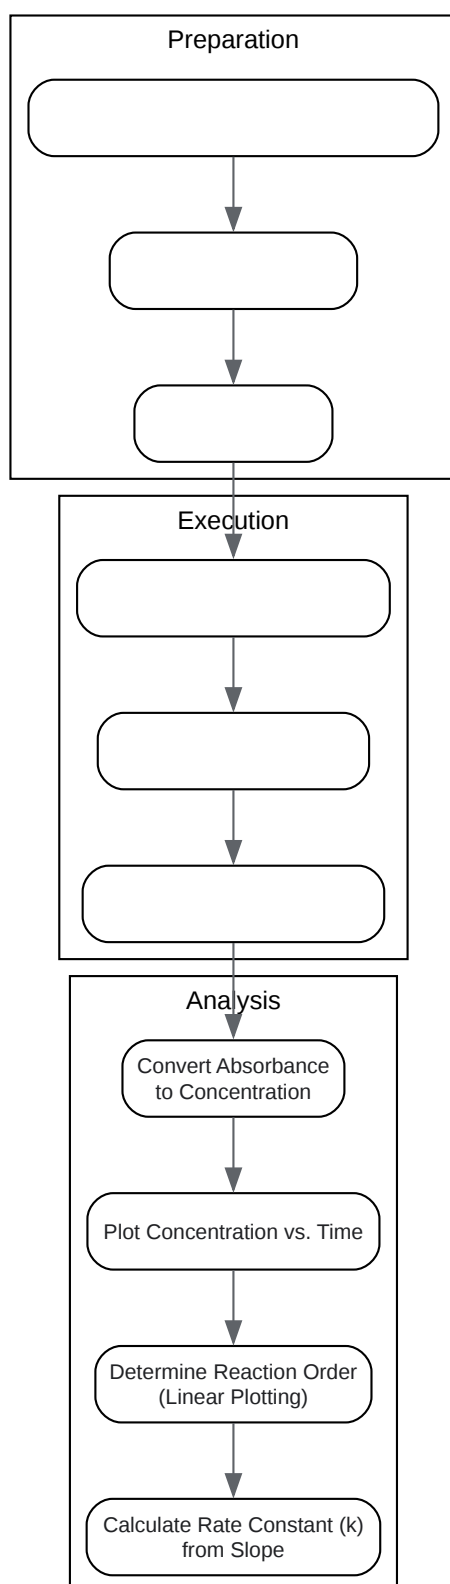 Preparation
Execution
Analysis
Convert Absorbance
to Concentration
Plot Concentration vs. Time
Determine Reaction Order
(Linear Plotting)
Calculate Rate Constant (k)
from Slope